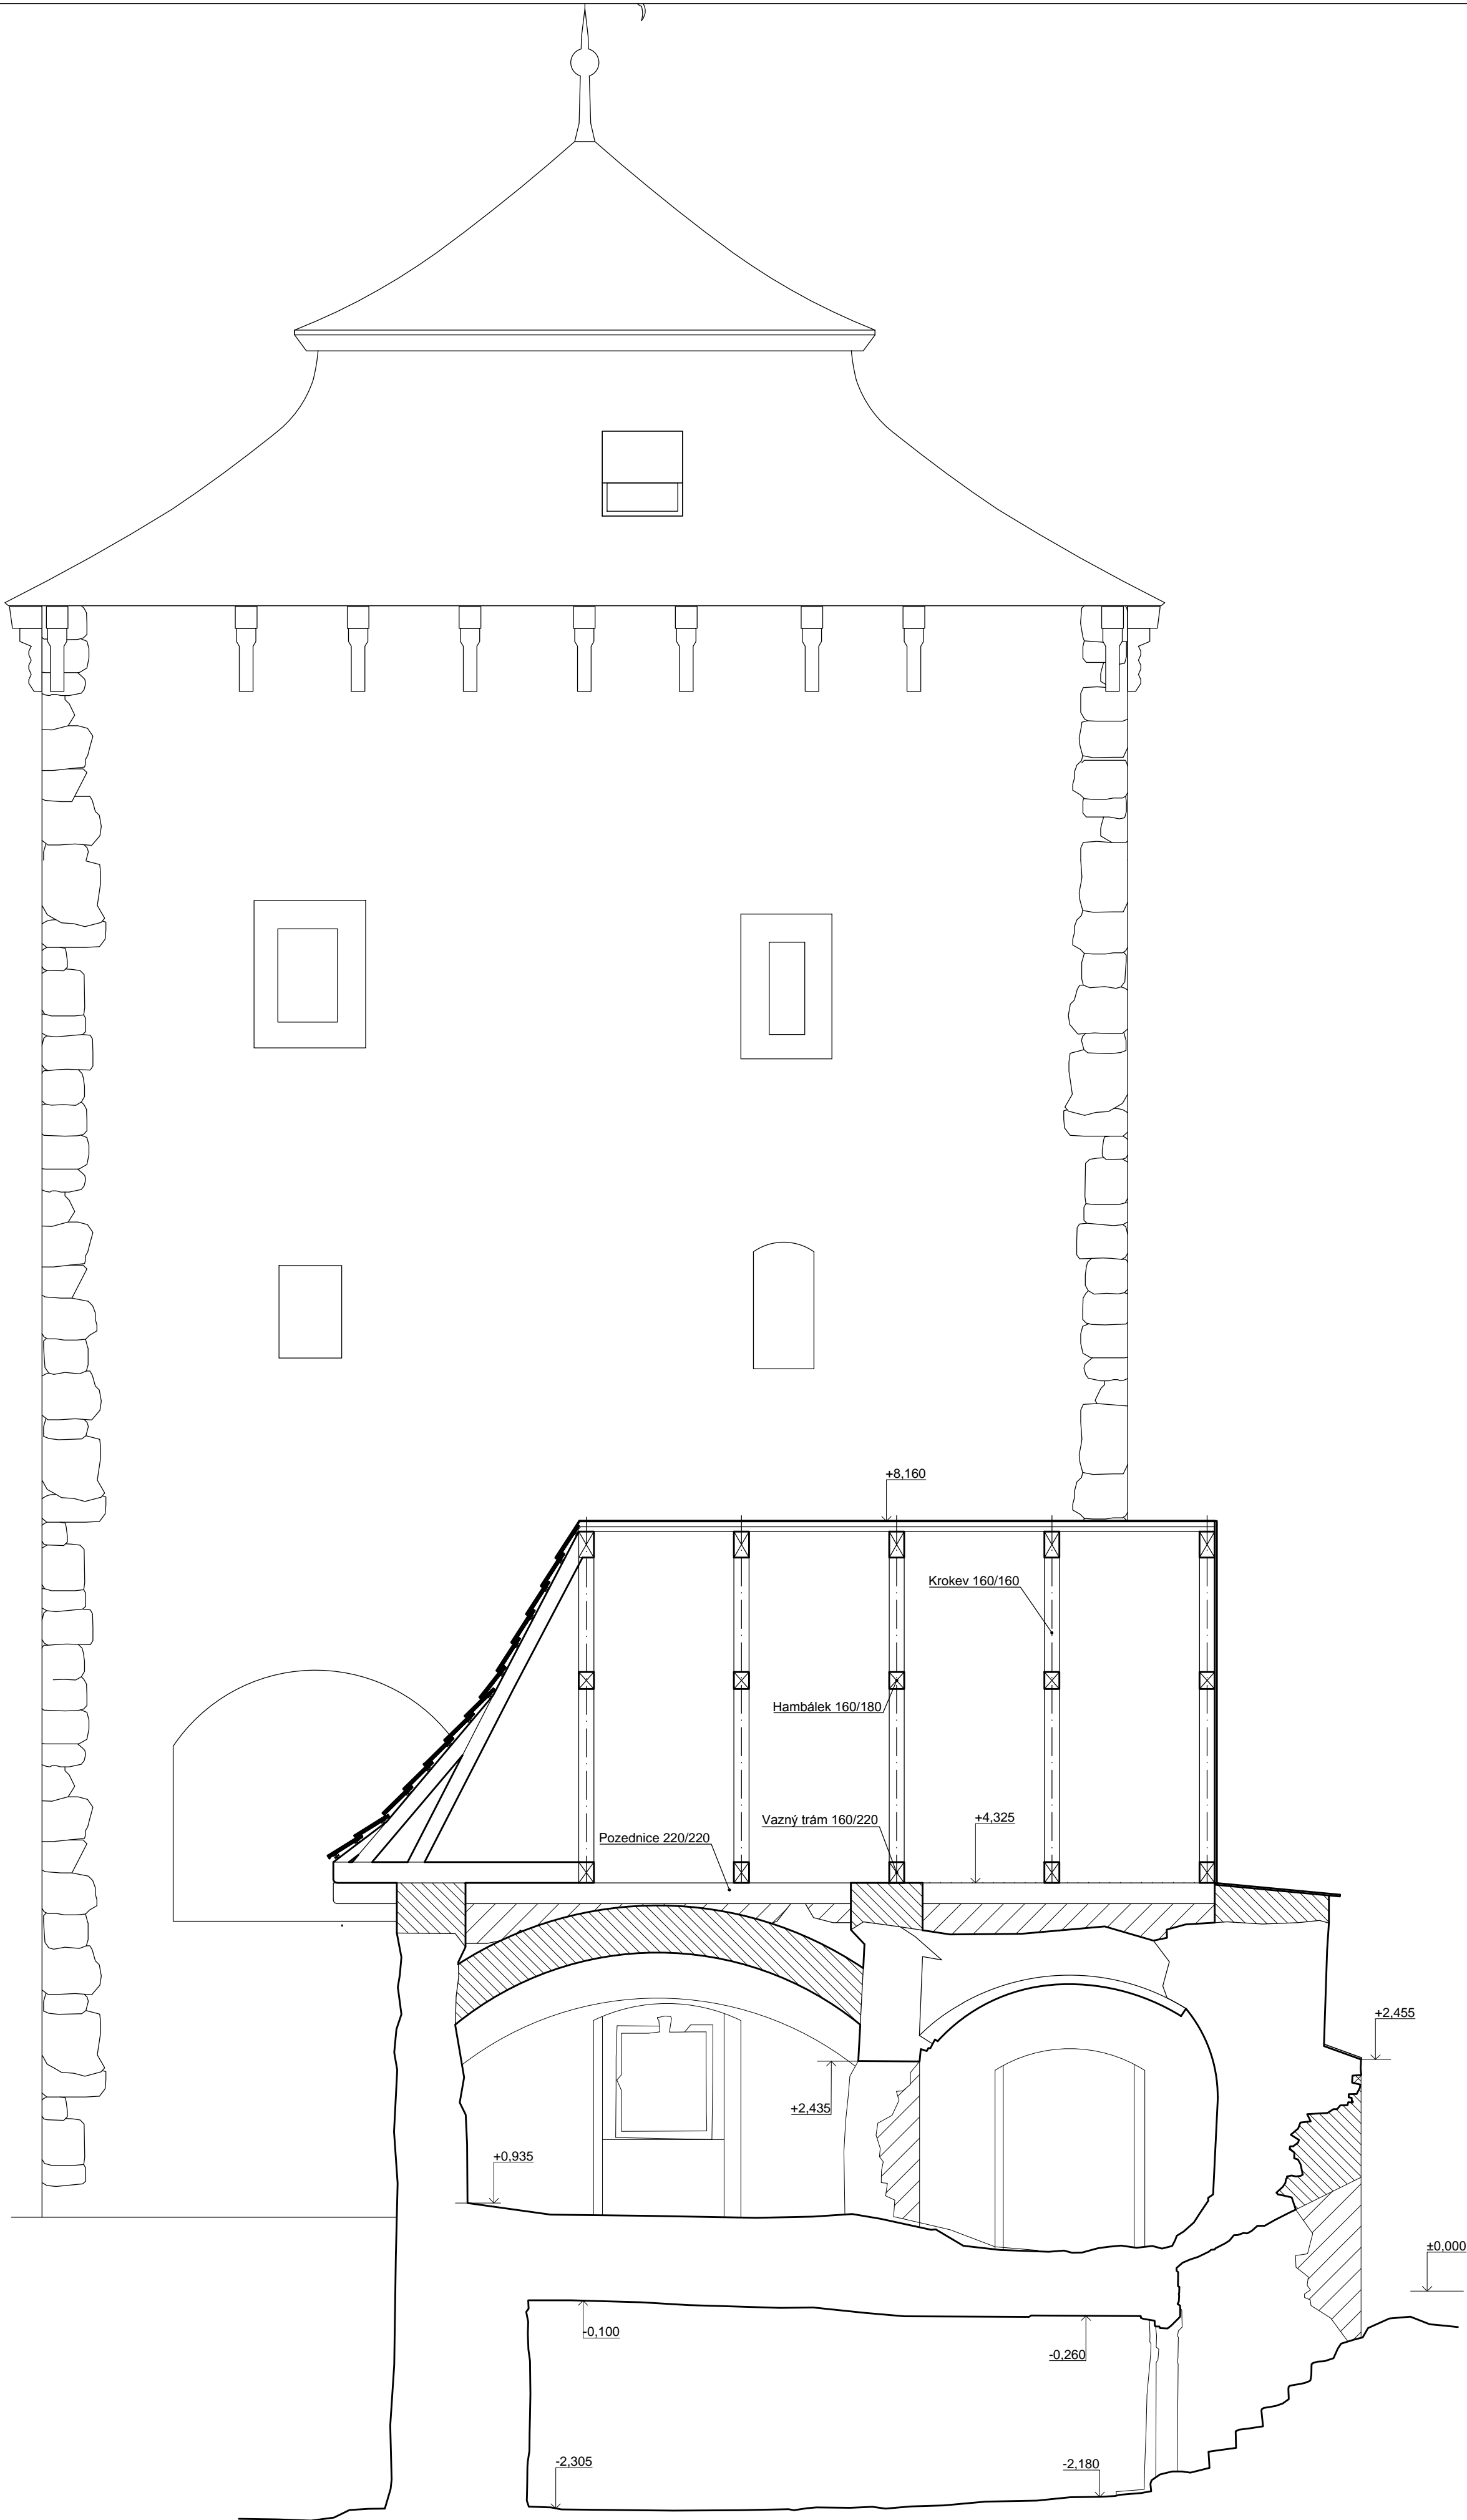 +8,160
Krokev 160/160
Hambálek 160/180
+4,325
Vazný trám 160/220
Pozednice 220/220
+2,455
+2,435
+0,935
±0,000
-0,100
-0,260
-2,305
-2,180